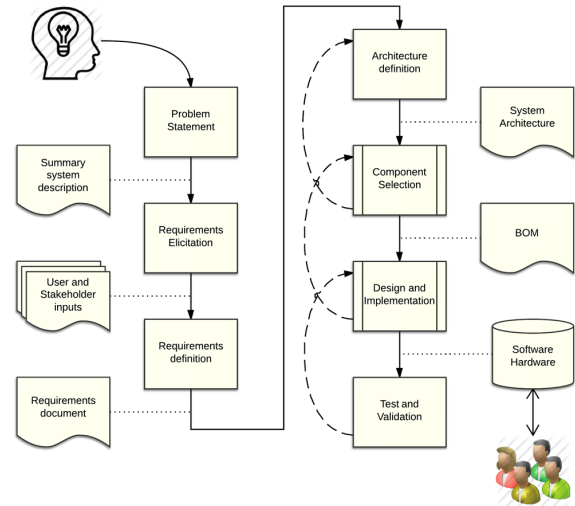 Problem
Statement
Summary
system
description
Requirements
Elicitation
User and
Stakeholder
inputs
Requirements
definition
Requirements
document
Architecture
definition
System
Architecture
Component
Selection
BOM
Design and
Implementation
Software
Hardware
Test and
Validation